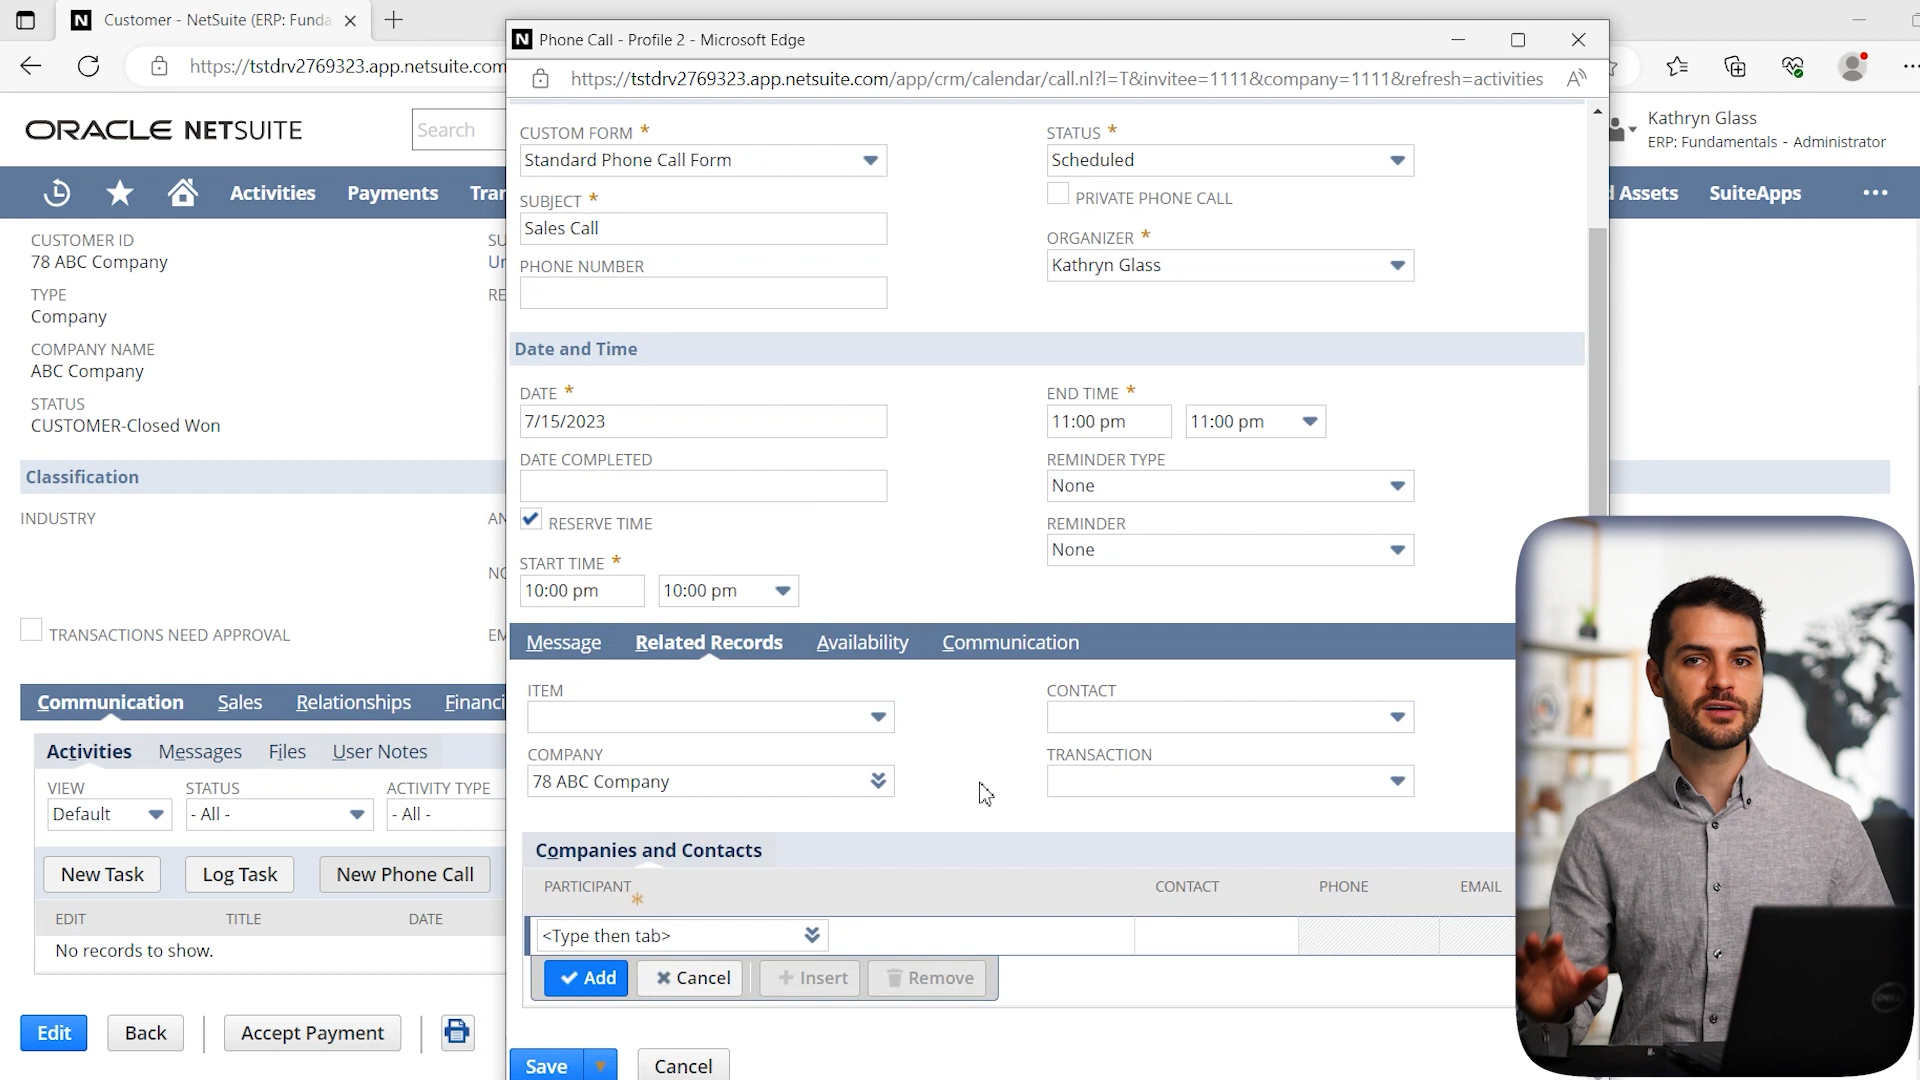 Customer - NetSuite (ERP: Funda
https://tstdrv2769323.app.netsuite.com
ORACLE NETSUITE
Search
Kathryn Glass
ERP: Fundamentals - Administrator
Activities
Payments
Tran
d Assets
SuiteApps
CUSTOMER ID
78 ABC Company
TYPE
Company
COMPANY NAME
ABC Company
STATUS
CUSTOMER-Closed Won
SU
Un
RE
Classification
INDUSTRY
AN
NO
TRANSACTIONS NEED APPROVAL
EM
Communication
Sales
Relationships
Financi
Activities
Messages
Files
User Notes
VIEW
STATUS
ACTIVITY TYPE
Default
- All -
- All -
New Task
Log Task
New Phone Call
EDIT
TITLE
DATE
No records to show.
Edit
Back
Accept Payment
Phone Call - Profile 2 - Microsoft Edge
https://tstdrv2769323.app.netsuite.com/app/crm/calendar/call.nl?l=T&invitee=1111&company=1111&refresh=activities
CUSTOM FORM *
Standard Phone Call Form
STATUS *
Scheduled
SUBJECT *
Sales Call
PRIVATE PHONE CALL
PHONE NUMBER
ORGANIZER *
Kathryn Glass
Date and Time
DATE *
7/15/2023
END TIME *
11:00 pm
11:00 pm
DATE COMPLETED
REMINDER TYPE
None
RESERVE TIME
REMINDER
None
START TIME *
10:00 pm
10:00 pm
Message
Related Records
Availability
Communication
ITEM
CONTACT
COMPANY
78 ABC Company
TRANSACTION
Companies and Contacts
PARTICIPANT *
CONTACT
PHONE
EMAIL
<Type then tab>
Add
Cancel
Insert
Remove
Save
Cancel
DELL